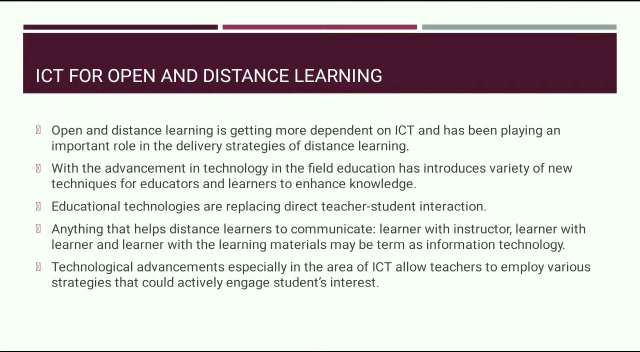 ICT FOR OPEN AND DISTANCE LEARNING
Open and distance learning is getting more dependent on ICT and has been playing an
important role in the delivery strategies of distance learning.
With the advancement in technology in the field education has introduces variety of new
techniques for educators and learners to enhance knowledge.
Educational technologies are replacing direct teacher-student interaction.
Anything that helps distance learners to communicate: learner with instructor, learner with
learner and learner with the learning materials may be term as information technology.
Technological advancements especially in the area of ICT allow teachers to employ various
strategies that could actively engage student's interest.